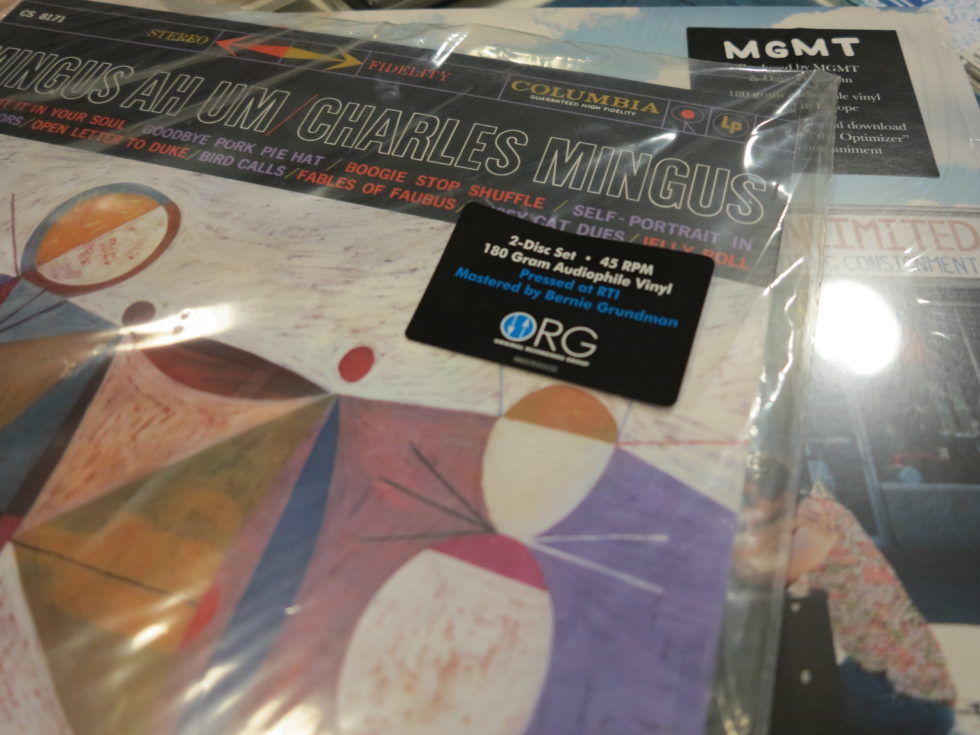 CS 8171
STEREO FIDELITY
COLUMBIA
GUARANTEED HIGH FIDELITY
Lp
MINGUS AH UM/CHARLES MINGUS
IT IN YOUR SOUL / GOODBYE PORK PIE HAT / BOOGIE STOP SHUFFLE / SELF-PORTRAIT IN
/OPEN LETTER TO DUKE/BIRD CALLS/FABLES OF FAUBUS CAT DUES/JELLY ROLL
2-Disc Set • 45 RPM
180 Gram Audiophile Vinyl
Pressed at RTI
Mastered by Bernie Grundman
ORG
MGMT
by MGMT
180 gram vinyl
download
Optimizer"